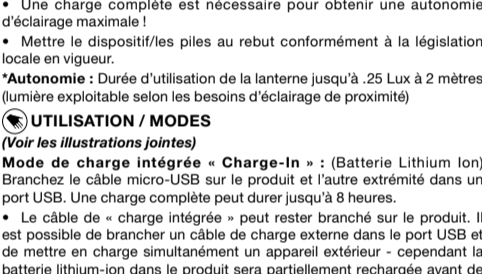 • Une charge complète est nécessaire pour obtenir une autonomie
d'éclairage maximale !
• Mettre le dispositif/les piles au rebut conformément à la législation
locale en vigueur.
*Autonomie : Durée d'utilisation de la lanterne jusqu'à .25 Lux à 2 mètres
(lumière exploitable selon les besoins d'éclairage de proximité)
UTILISATION / MODES
(Voir les illustrations jointes)
Mode de charge intégrée « Charge-In » : (Batterie Lithium Ion)
Branchez le câble micro-USB sur le produit et l'autre extrémité dans un
port USB. Une charge complète peut durer jusqu'à 8 heures.
• Le câble de « charge intégrée » peut rester branché sur le produit. Il
est possible de brancher un câble de charge externe dans le port USB et
de mettre en charge simultanément un appareil extérieur - cependant la
batterie lithium-ion dans le produit sera partiellement rechargée avant de